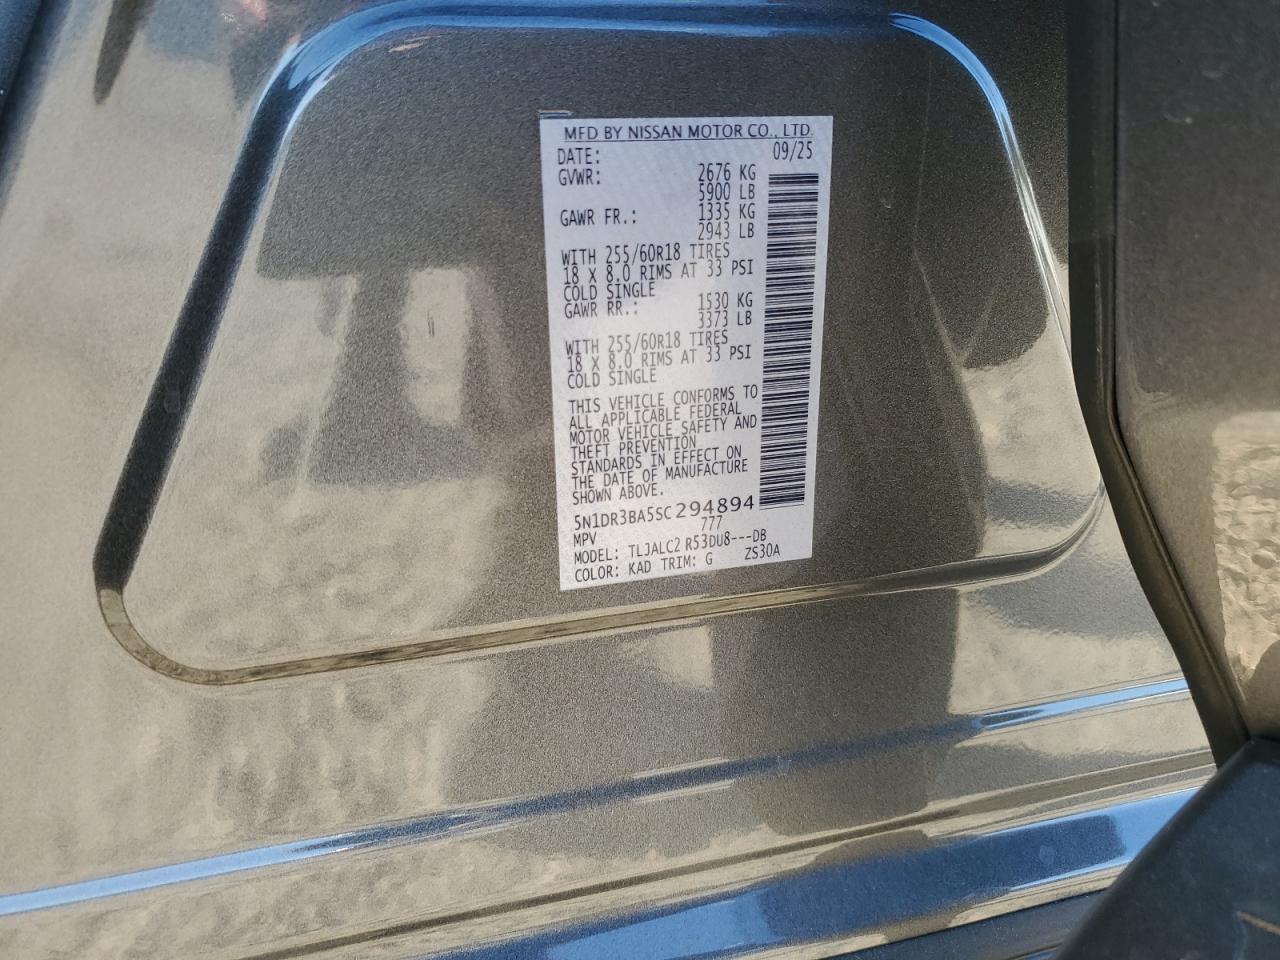 MFD BY NISSAN MOTOR CO., LTD.
DATE: 09/25
GVWR: 2676 KG
5900 LB
GAWR FR.: 1335 KG
2943 LB
WITH 255/60R18 TIRES
18 X 8.0 RIMS AT 33 PSI
COLD SINGLE
GAWR RR.: 1530 KG
3373 LB
WITH 255/60R18 TIRES
18 X 8.0 RIMS AT 33 PSI
COLD SINGLE
THIS VEHICLE CONFORMS TO
ALL APPLICABLE FEDERAL
MOTOR VEHICLE SAFETY AND
THEFT PREVENTION
STANDARDS IN EFFECT ON
THE DATE OF MANUFACTURE
SHOWN ABOVE.
5N1DR3BA5SC294894
MPV 777
MODEL: TLJALC2 R53DU8---DB
COLOR: KAD TRIM: G ZS30A